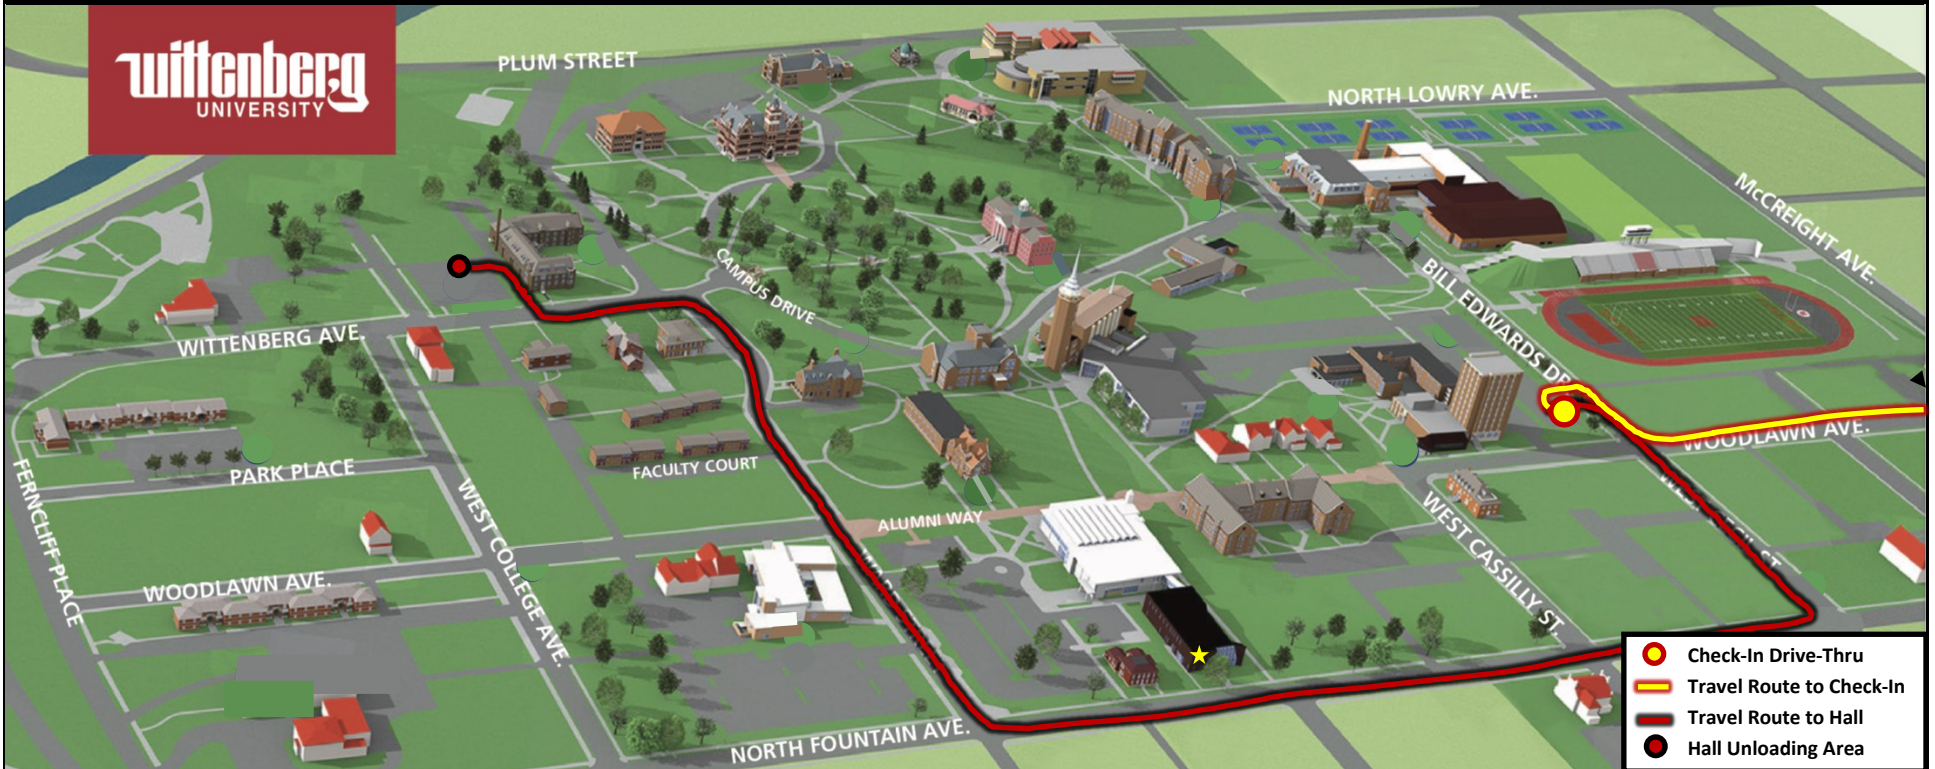 wittenberg
UNIVERSITY
PLUM STREET
NORTH LOWRY AVE.
McCREIGHT AVE.
CAMPUS DRIVE
BILL EDWARDS DR
WITTENBERG AVE.
WOODLAWN AVE.
FACULTY COURT
PARK PLACE
FERNCLIFF PLACE
WEST COLLEGE AVE.
ALUMNI WAY
WEST CASSILLY ST.
WOODLAWN AVE.
NORTH FOUNTAIN AVE.
Check-In Drive-Thru
Travel Route to Check-In
Travel Route to Hall
Hall Unloading Area